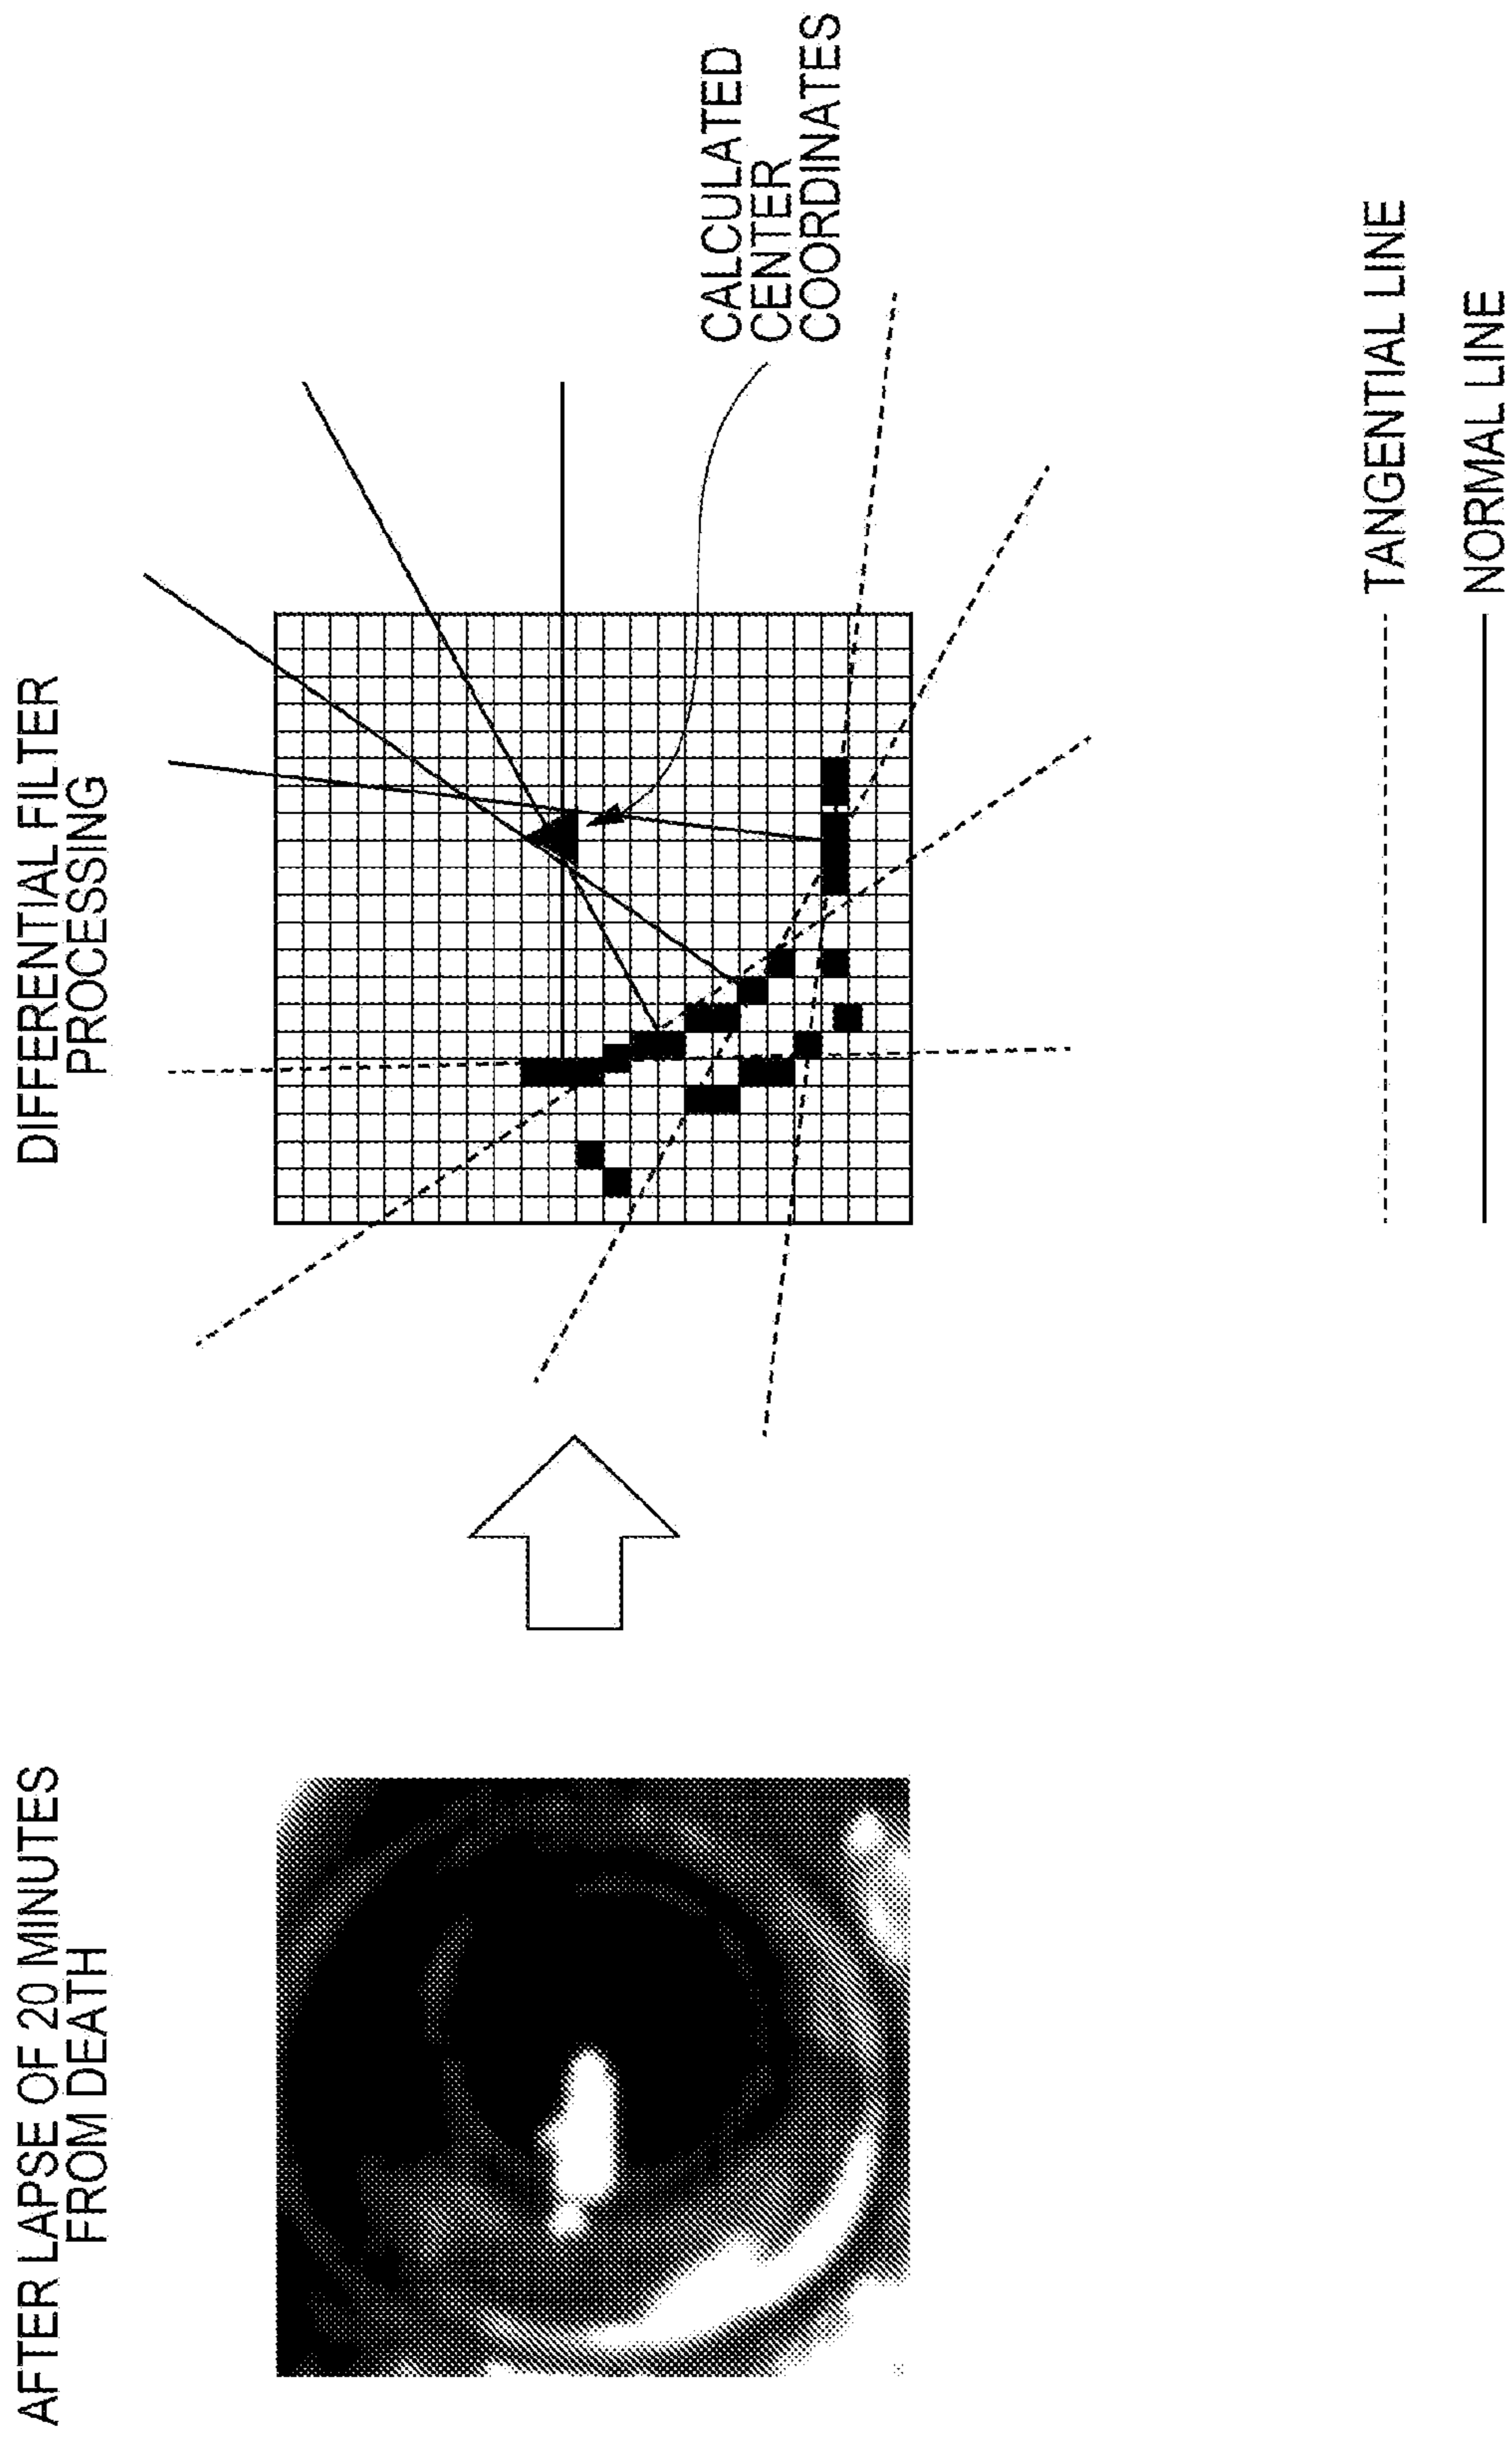 AFTER LAPSE OF 20 MINUTES
FROM DEATH
DIFFERENTIAL FILTER
PROCESSING
CALCULATED
CENTER
COORDINATES
TANGENTIAL LINE
NORMAL LINE